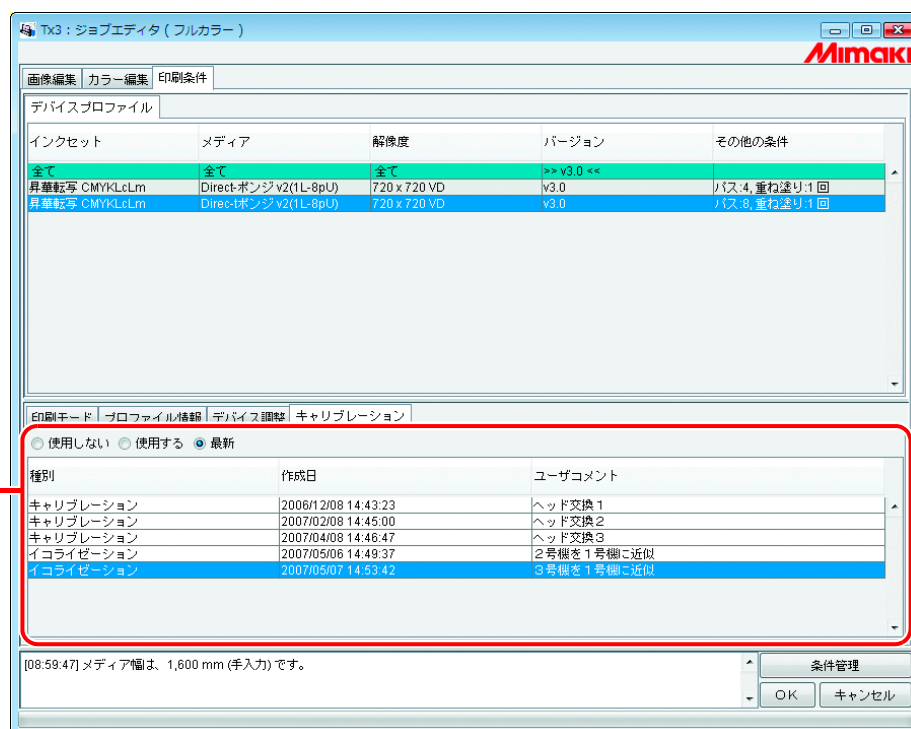 Tx3：ジョブエディタ ( フルカラー )
Mimaki
画像編集 カラー編集 印刷条件
デバイスプロファイル
インクセット メディア 解像度 バージョン その他の条件
全て 全て 全て >> v3.0 <<
昇華転写 CMYKLcLm Direct-ポンジ v2(1L-8pU) 720 x 720 VD v3.0 パス:4, 重ね塗り:1 回
昇華転写 CMYKLcLm Direc-tポンジ v2(1L-8pU) 720 x 720 VD v3.0 パス:8, 重ね塗り:1 回
印刷モード プロファイル情報 デバイス調整 キャリブレーション
使用しない 使用する 最新
種別 作成日 ユーザコメント
キャリブレーション 2006/12/08 14:43:23 ヘッド交換１
キャリブレーション 2007/02/08 14:45:00 ヘッド交換２
キャリブレーション 2007/04/08 14:46:47 ヘッド交換３
イコライゼーション 2007/05/06 14:49:37 ２号機を１号機に近似
イコライゼーション 2007/05/07 14:53:42 ３号機を１号機に近似
[08:59:47] メディア幅は、1,600 mm (手入力) です。
条件管理
OK キャンセル